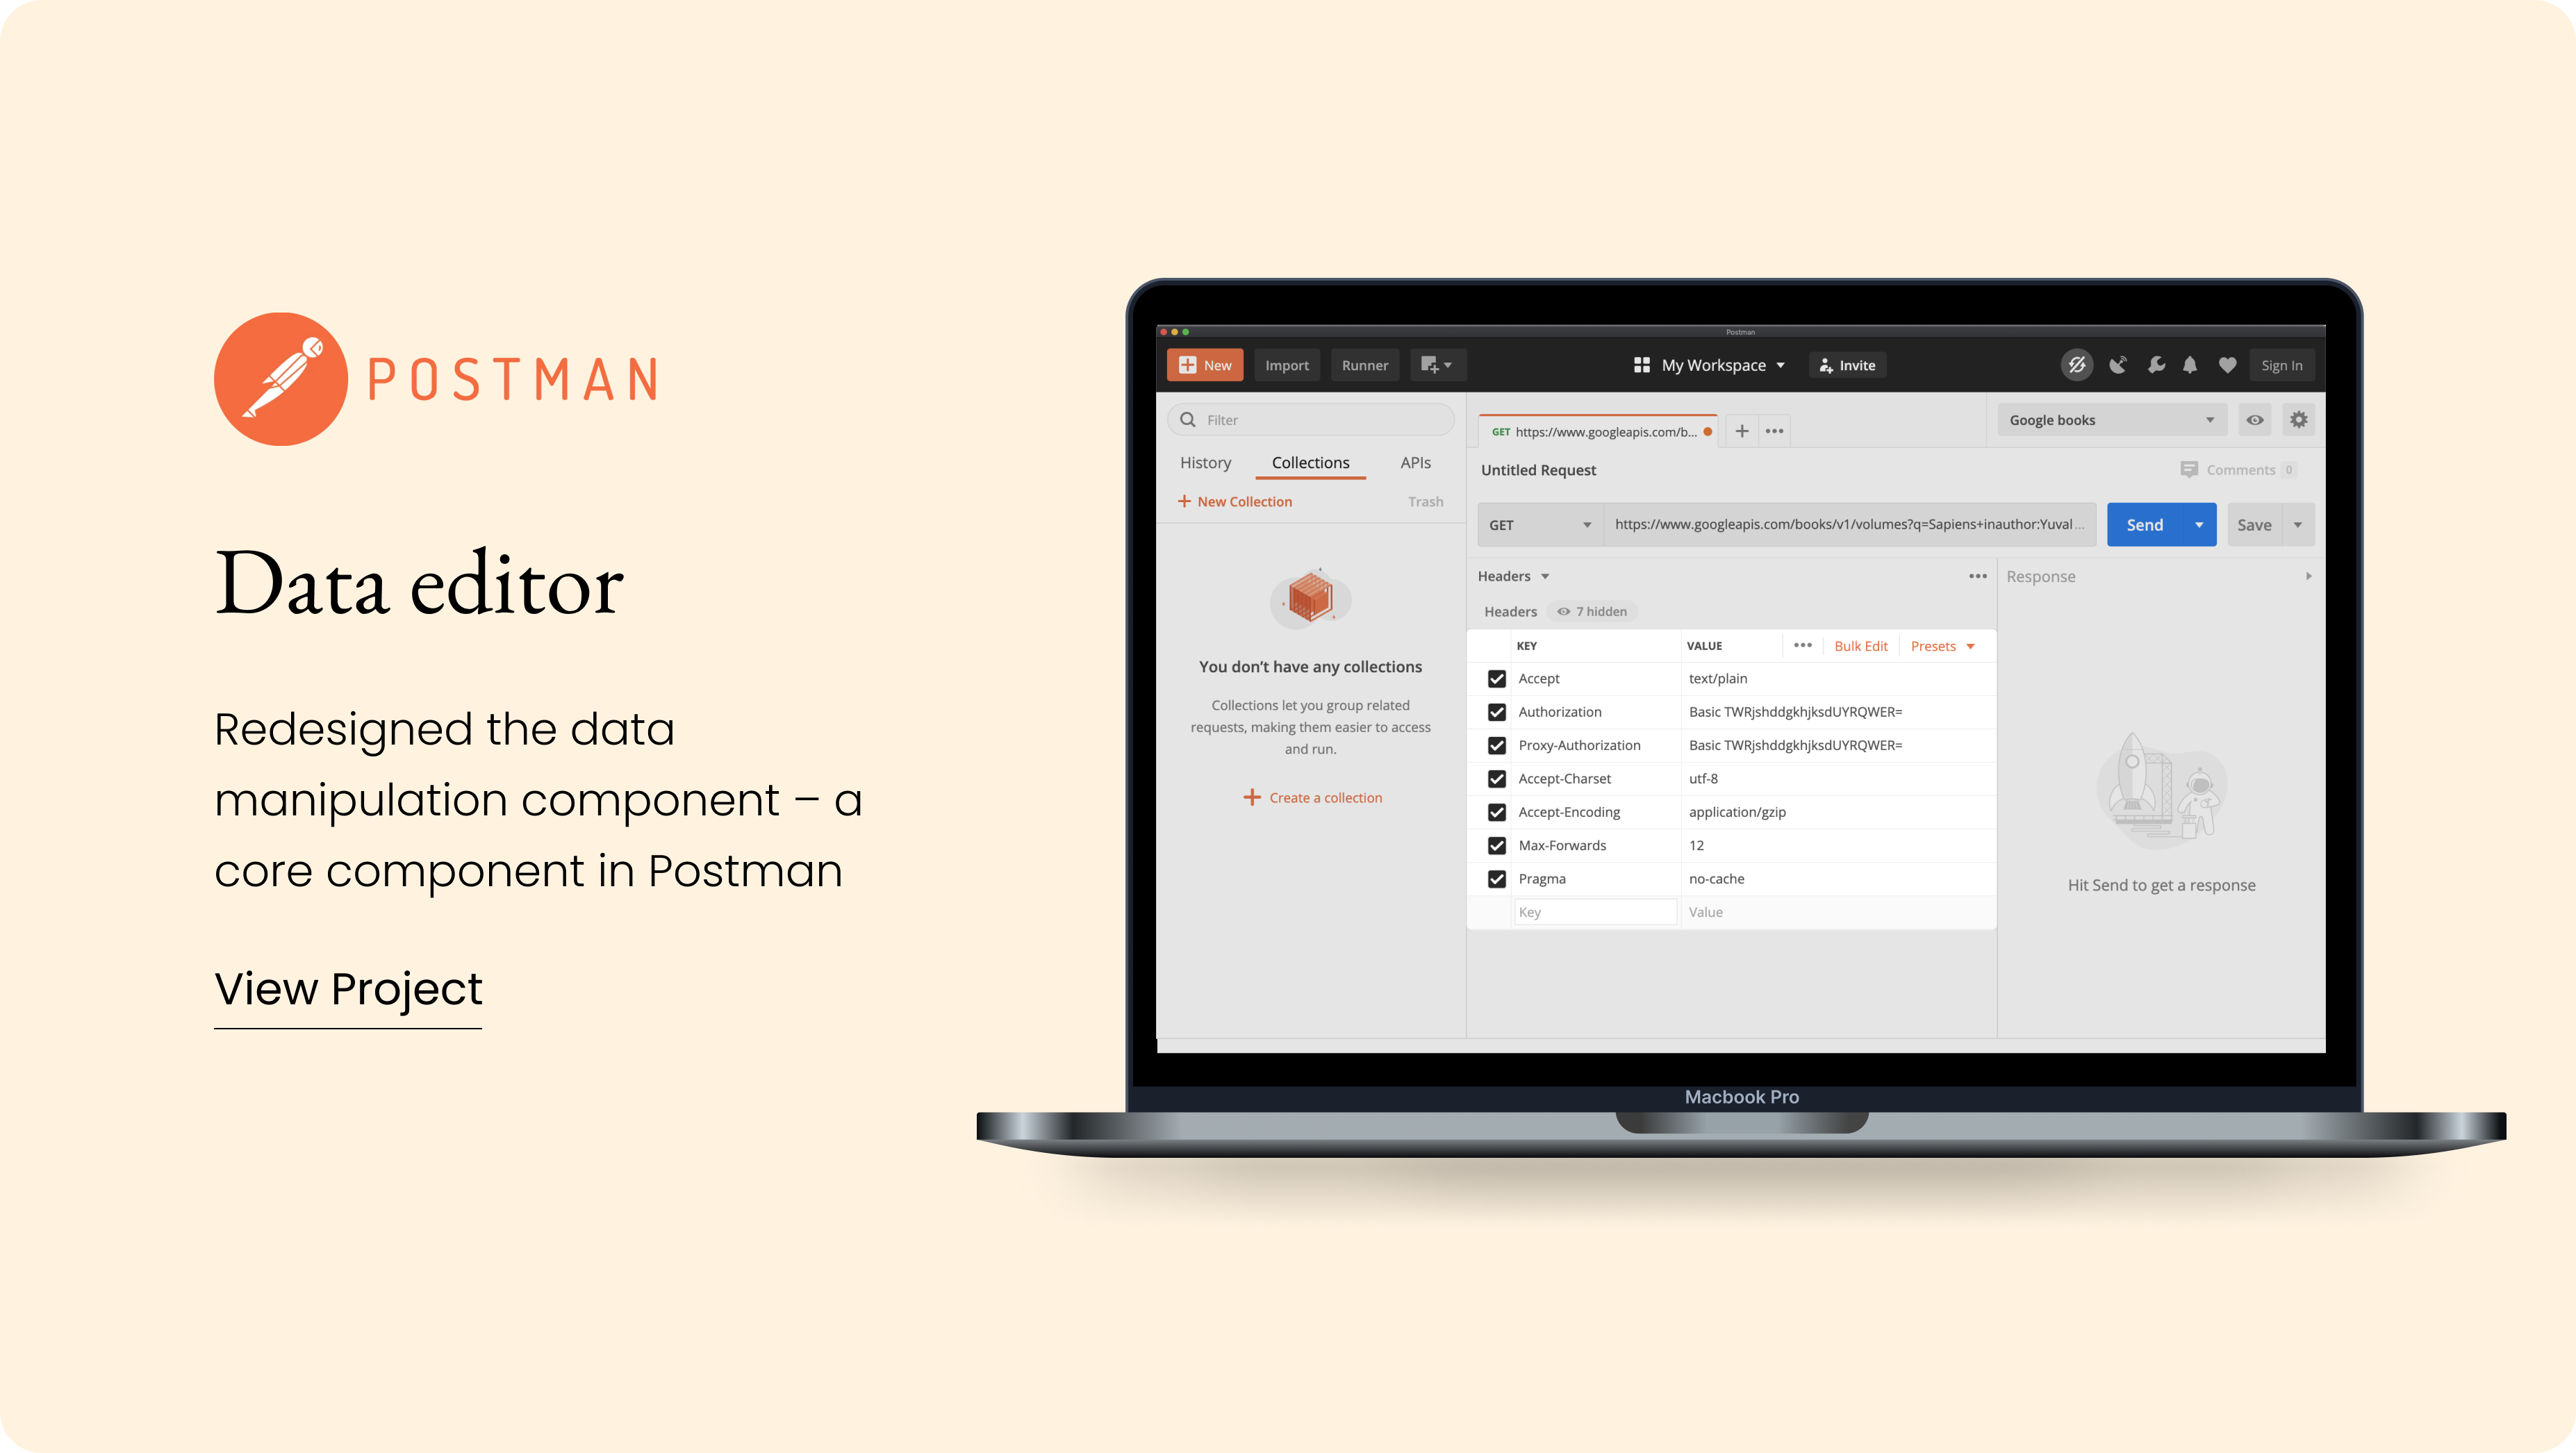 POSTMAN
Data editor
Redesigned the data
manipulation component – a
core component in Postman
View Project
Postman
New
Import
Runner
My Workspace
Invite
Sign In
Filter
History
Collections
APIs
New Collection
Trash
You don’t have any collections
Collections let you group related
requests, making them easier to access
and run.
Create a collection
GET https://www.googleapis.com/b...
Google books
Untitled Request
Comments 0
GET
https://www.googleapis.com/books/v1/volumes?q=Sapiens+inauthor:Yuval ...
Send
Save
Headers
Response
Headers 7 hidden
KEY VALUE Bulk Edit Presets
Accept text/plain
Authorization Basic TWRjshddgkhjksdUYRQWER=
Proxy-Authorization Basic TWRjshddgkhjksdUYRQWER=
Accept-Charset utf-8
Accept-Encoding application/gzip
Max-Forwards 12
Pragma no-cache
Key Value
Hit Send to get a response
Macbook Pro